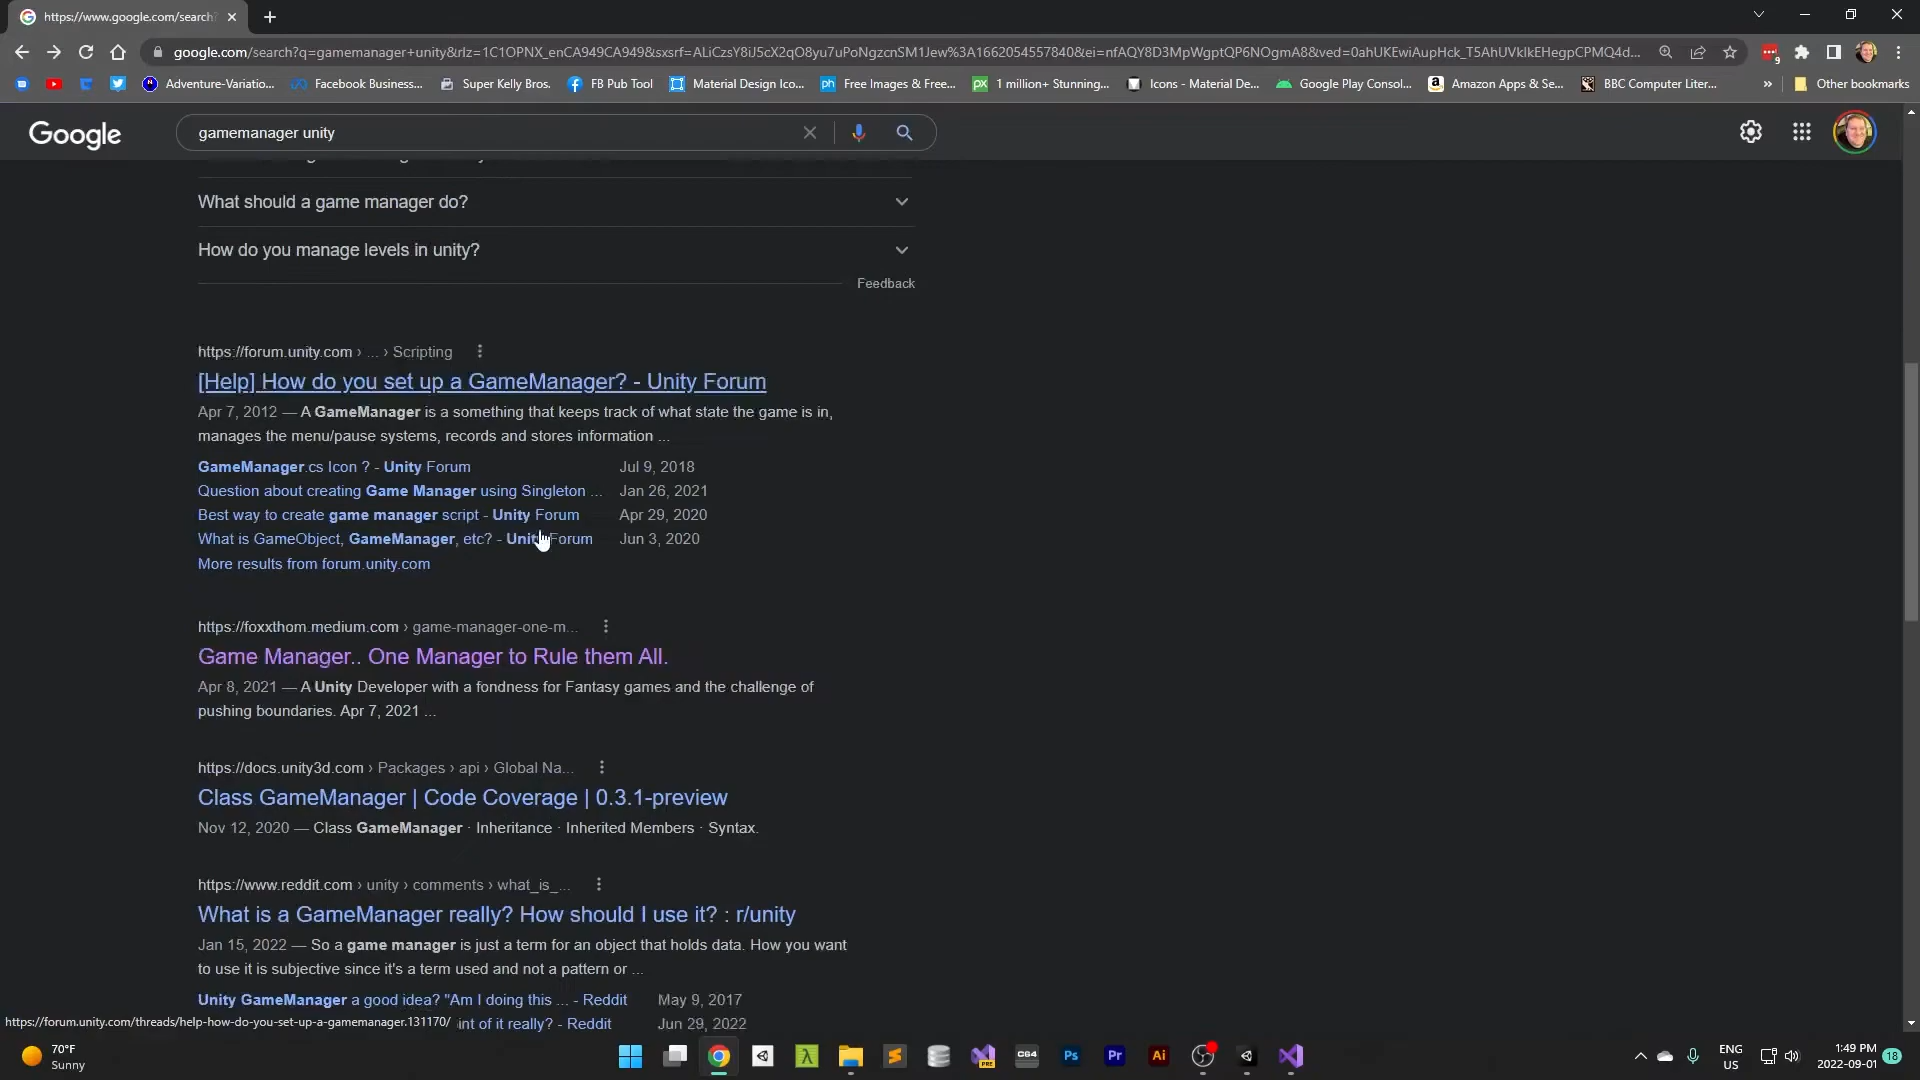 https://www.google.com/search?
google.com/search?q=gamemanager+unity&rlz=1C1OPNX_enCA949CA949&sxsrf=ALiCzsY8iJ5cX2qO8yu7uPoNgzcnSM1Jew%3A1662054557840&ei=nfAQY8D3MpWgptQP6NOgmA8&ved=0ahUKEwiAupHck_T5AhUVkIkEHegpCPMQ4d...
9
Adventure-Variatio...
Facebook Business...
Super Kelly Bros.
FB Pub Tool
Material Design Ico...
ph
Free Images & Free...
px
1 million+ Stunning...
Icons - Material De...
Google Play Consol...
Amazon Apps & Se...
BBC Computer Liter...
»
Other bookmarks
Google
gamemanager unity
What should a game manager do?
How do you manage levels in unity?
Feedback
https://forum.unity.com › ... › Scripting
[Help] How do you set up a GameManager? - Unity Forum
Apr 7, 2012 — A GameManager is a something that keeps track of what state the game is in,
manages the menu/pause systems, records and stores information ...
GameManager.cs Icon ? - Unity Forum Jul 9, 2018
Question about creating Game Manager using Singleton ... Jan 26, 2021
Best way to create game manager script - Unity Forum Apr 29, 2020
What is GameObject, GameManager, etc? - Unity Forum Jun 3, 2020
More results from forum.unity.com
https://foxxthom.medium.com › game-manager-one-m...
Game Manager.. One Manager to Rule them All.
Apr 8, 2021 — A Unity Developer with a fondness for Fantasy games and the challenge of
pushing boundaries. Apr 7, 2021 ...
https://docs.unity3d.com › Packages › api › Global Na...
Class GameManager | Code Coverage | 0.3.1-preview
Nov 12, 2020 — Class GameManager · Inheritance · Inherited Members · Syntax.
https://www.reddit.com › unity › comments › what_is_...
What is a GameManager really? How should I use it? : r/unity
Jan 15, 2022 — So a game manager is just a term for an object that holds data. How you want
to use it is subjective since it's a term used and not a pattern or ...
Unity GameManager a good idea? "Am I doing this ... - Reddit May 9, 2017
https://forum.unity.com/threads/help-how-do-you-set-up-a-gamemanager.131170/ int of it really? - Reddit Jun 29, 2022
70°F
Sunny
PRE
C64
Ps
Pr
Ai
ENG
US
1:49 PM
2022-09-01
18